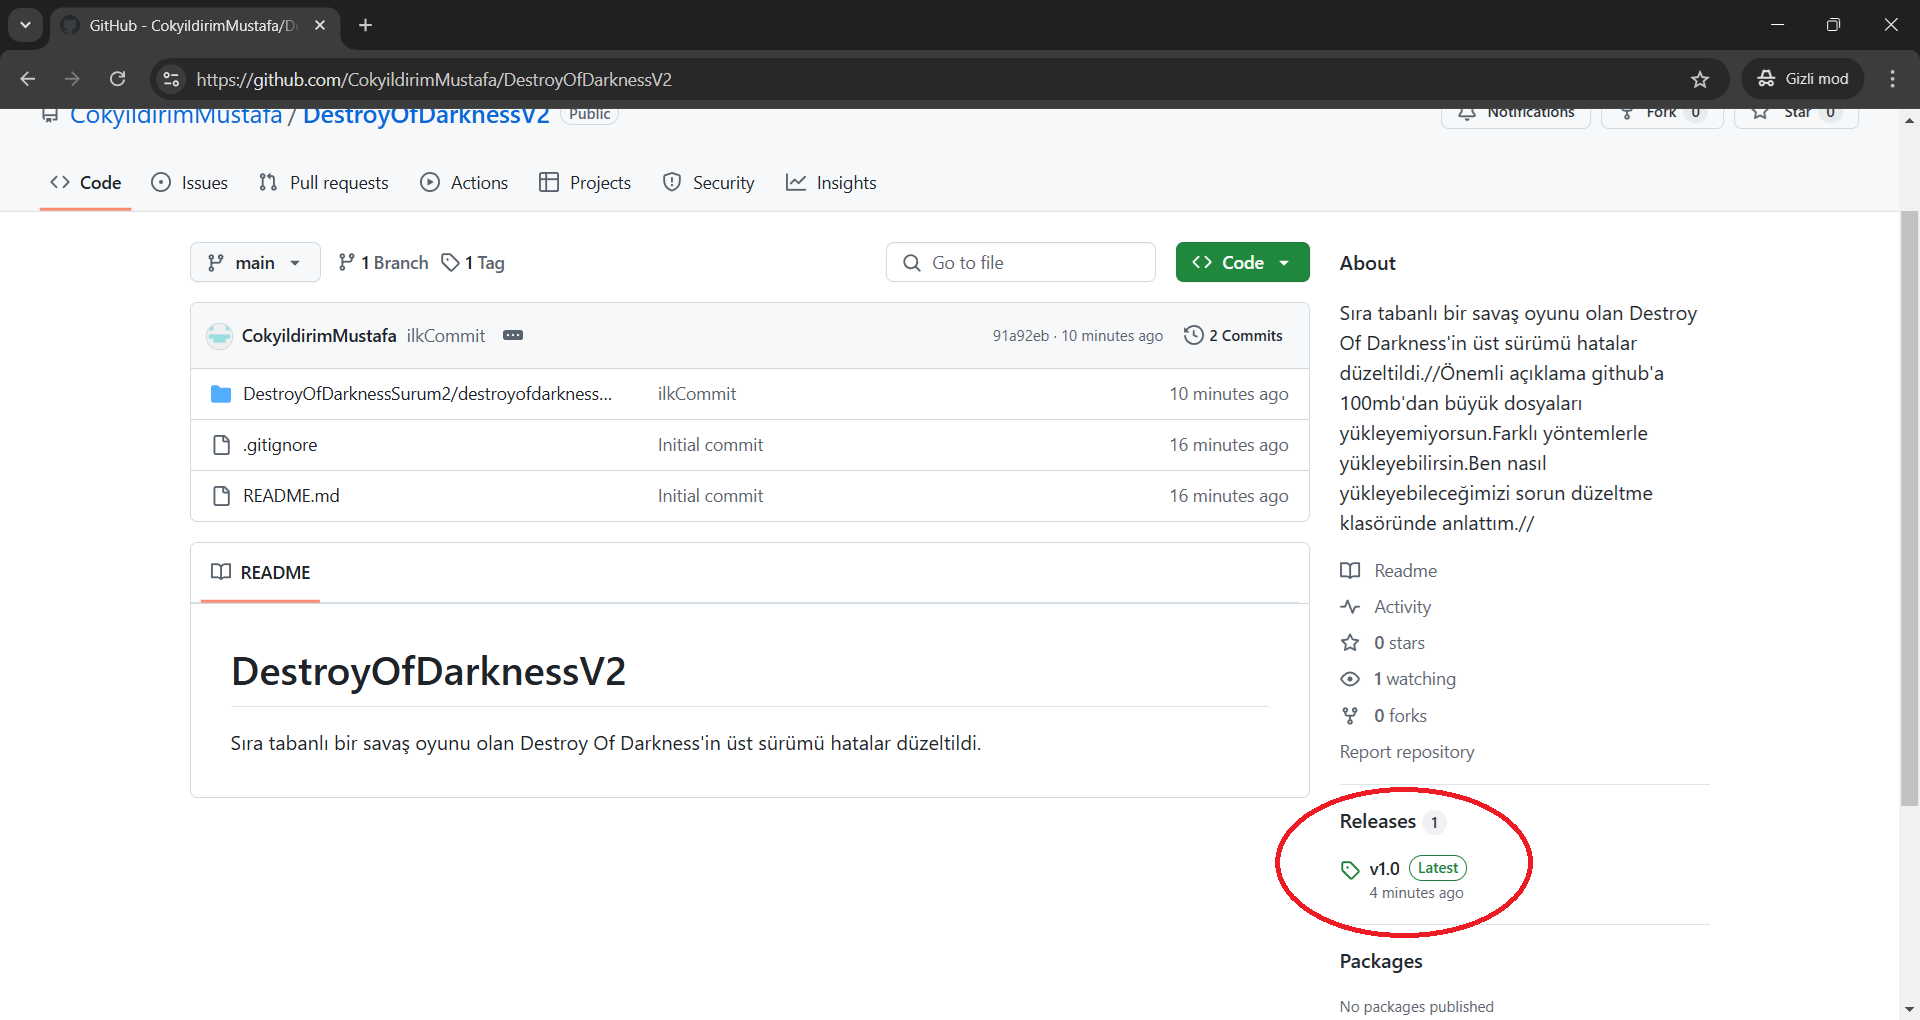 GitHub - CokyildirimMustafa/D
https://github.com/CokyildirimMustafa/DestroyOfDarknessV2
Gizli mod
CokyildirimMustafa / DestroyOfDarknessV2 Public
Notifications Fork 0 Star 0
Code Issues Pull requests Actions Projects Security Insights
main 1 Branch 1 Tag Go to file Code
CokyildirimMustafa ilkCommit 91a92eb · 10 minutes ago 2 Commits
DestroyOfDarknessSurum2/destroyofdarkness... ilkCommit 10 minutes ago
.gitignore Initial commit 16 minutes ago
README.md Initial commit 16 minutes ago
README
DestroyOfDarknessV2
Sıra tabanlı bir savaş oyunu olan Destroy Of Darkness'in üst sürümü hatalar düzeltildi.
About
Sıra tabanlı bir savaş oyunu olan Destroy
Of Darkness'in üst sürümü hatalar
düzeltildi.//Önemli açıklama github'a
100mb'dan büyük dosyaları
yükleyemiyorsun.Farklı yöntemlerle
yükleyebilirsin.Ben nasıl
yükleyebileceğimizi sorun düzeltme
klasöründe anlattım.//
Readme
Activity
0 stars
1 watching
0 forks
Report repository
Releases 1
v1.0 Latest
4 minutes ago
Packages
No packages published